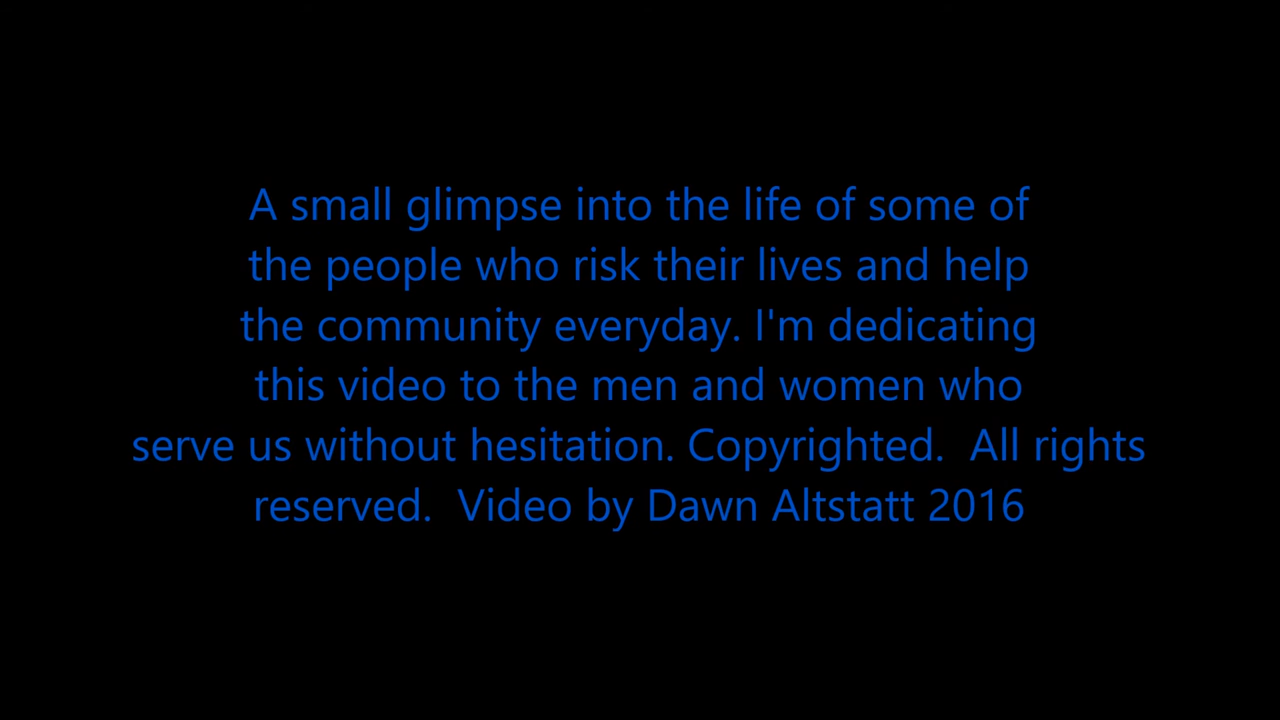 A small glimpse into the life of some of
the people who risk their lives and help
the community everyday. I'm dedicating
this video to the men and women who
serve us without hesitation. Copyrighted.  All rights
reserved.  Video by Dawn Altstatt 2016